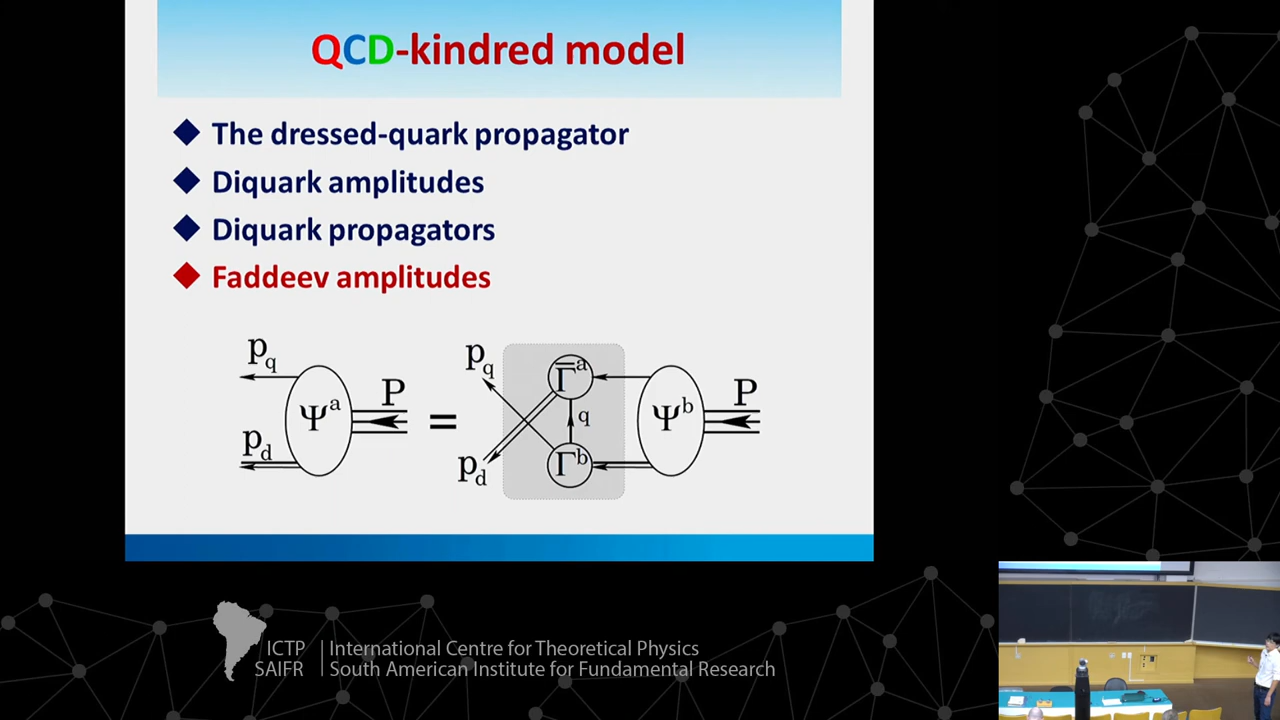 QCD-kindred model
The dressed-quark propagator
Diquark amplitudes
Diquark propagators
Faddeev amplitudes
p_q
Ψ^a
P
p_d
=
p_q
Γ̅^a
q
Γ^b
p_d
Ψ^b
P
ICTP | International Centre for Theoretical Physics
SAIFR | South American Institute for Fundamental Research